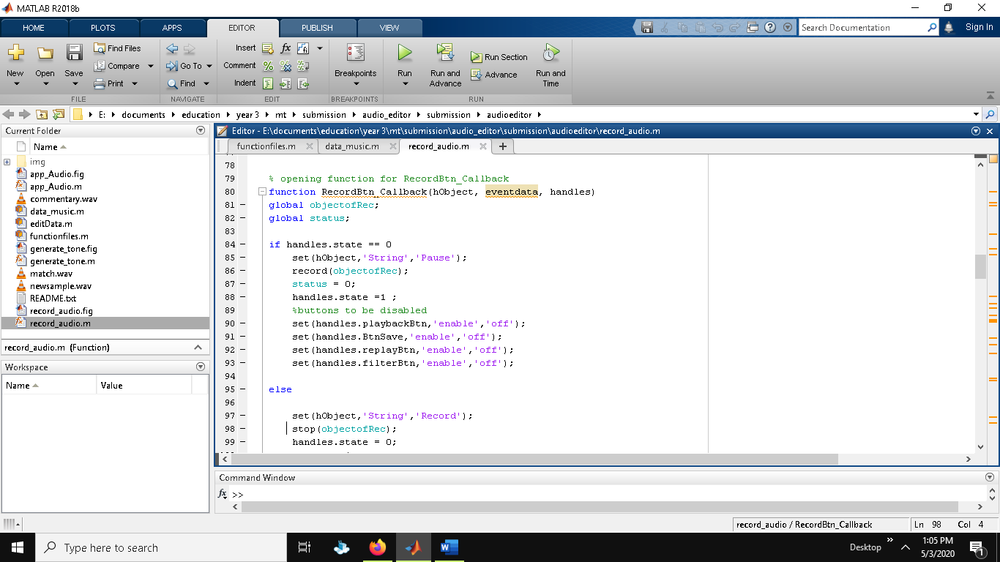 MATLAB R2018b
HOME PLOTS APPS EDITOR PUBLISH VIEW
Search Documentation
Sign In
New
Open
Save
Find Files
Compare
Print
FILE
Go To
Find
NAVIGATE
Insert fx
Comment % %
Indent
EDIT
Breakpoints
BREAKPOINTS
Run
Run and Advance
Run Section
Advance
Run and Time
RUN
E: documents education year 3 mt submission audio_editor submission audioeditor
Current Folder
Name
img
app_Audio.fig
app_Audio.m
commentary.wav
data_music.m
editData.m
functionfiles.m
generate_tone.fig
generate_tone.m
match.wav
newsample.wav
README.txt
record_audio.fig
record_audio.m
record_audio.m (Function)
Workspace
Name Value
Editor - E:\documents\education\year 3\mt\submission\audio_editor\submission\audioeditor\record_audio.m
functionfiles.m data_music.m record_audio.m +
78
79 % opening function for RecordBtn_Callback
80 function RecordBtn_Callback(hObject, eventdata, handles)
81 – global objectofRec;
82 – global status;
83
84 – if handles.state == 0
85 – set(hObject,'String','Pause');
86 – record(objectofRec);
87 – status = 0;
88 – handles.state =1 ;
89 %buttons to be disabled
90 – set(handles.playbackBtn,'enable','off');
91 – set(handles.BtnSave,'enable','off');
92 – set(handles.replayBtn,'enable','off');
93 – set(handles.filterBtn,'enable','off');
94
95 – else
96
97 – set(hObject,'String','Record');
98 – stop(objectofRec);
99 – handles.state = 0;
Command Window
fx >>
record_audio / RecordBtn_Callback Ln 98 Col 4
Type here to search
Desktop
1:05 PM
5/3/2020
1